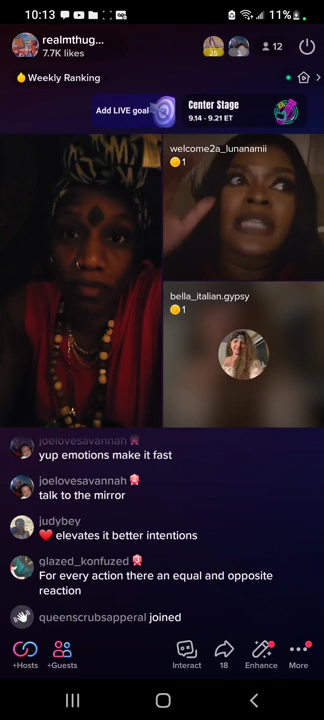 10:13
11%
realmthug...
7.7K likes
25
12
Weekly Ranking
Add LIVE goal
Center Stage
9.14 - 9.21 ET
welcome2a_lunanamii
1
bella_italian.gypsy
1
joelovesavannah
yup emotions make it fast
joelovesavannah
talk to the mirror
judybey
❤️ elevates it better intentions
glazed_konfuzed
For every action there an equal and opposite
reaction
queenscrubsapperal joined
+Hosts
+Guests
Interact
18
Enhance
More